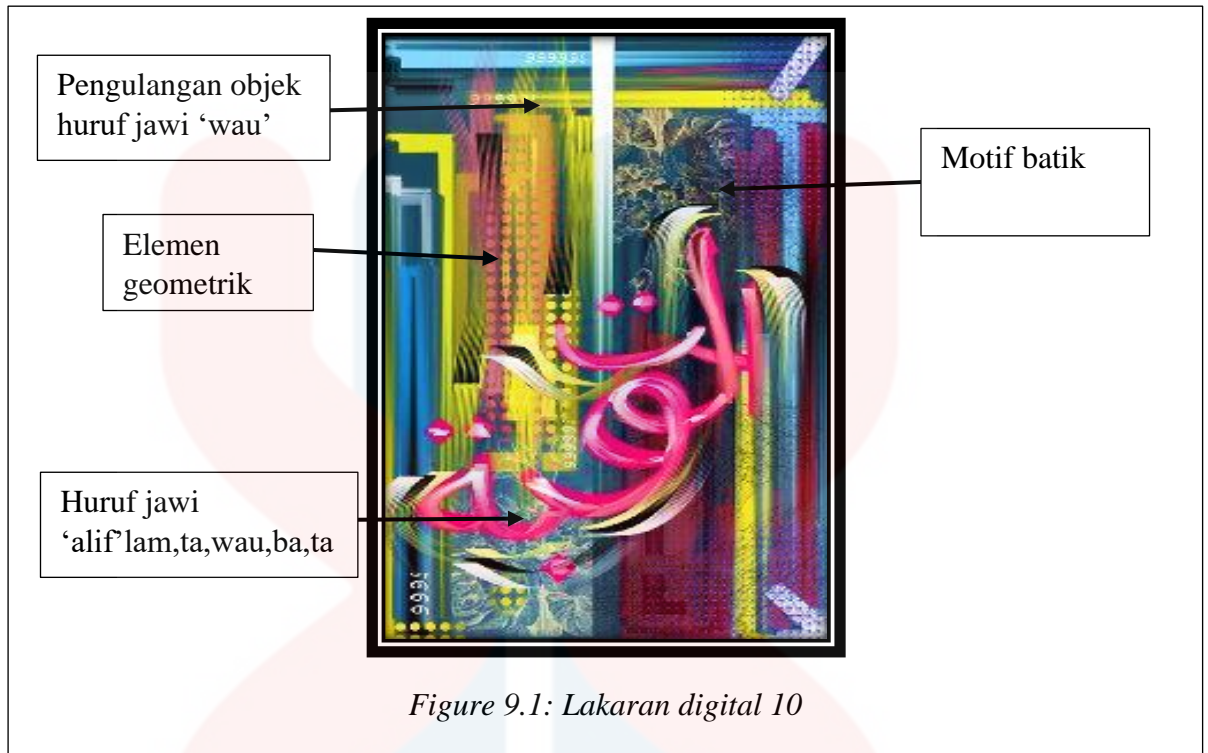 Pengulangan objek
huruf jawi ‘wau’
Motif batik
Elemen
geometrik
التوبة
Huruf jawi
‘alif’lam,ta,wau,ba,ta
Figure 9.1: Lakaran digital 10